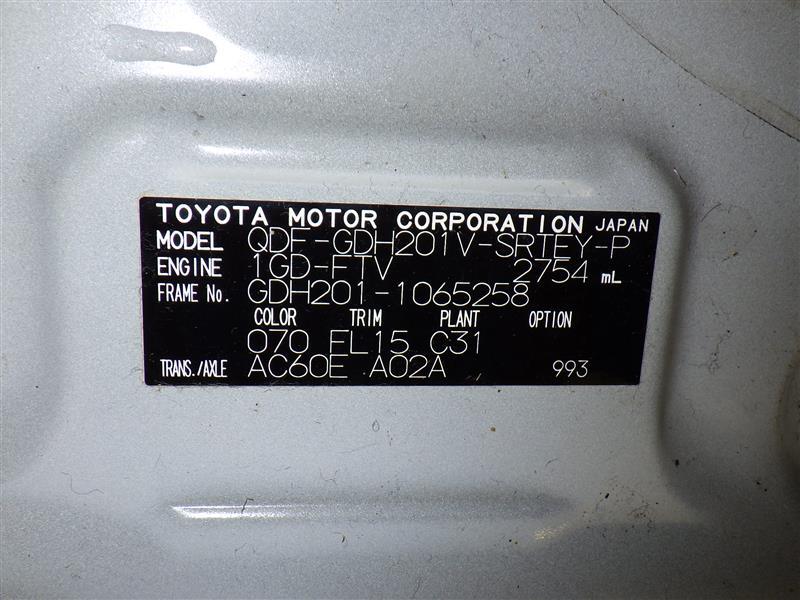 TOYOTA MOTOR CORPORATION JAPAN
MODEL QDF-GDH201V-SRTEY-P
ENGINE 1GD-FTV 2754 mL
FRAME No. GDH201-1065258
COLOR TRIM PLANT OPTION
070 FL15 C31
TRANS./AXLE AC60E A02A 993